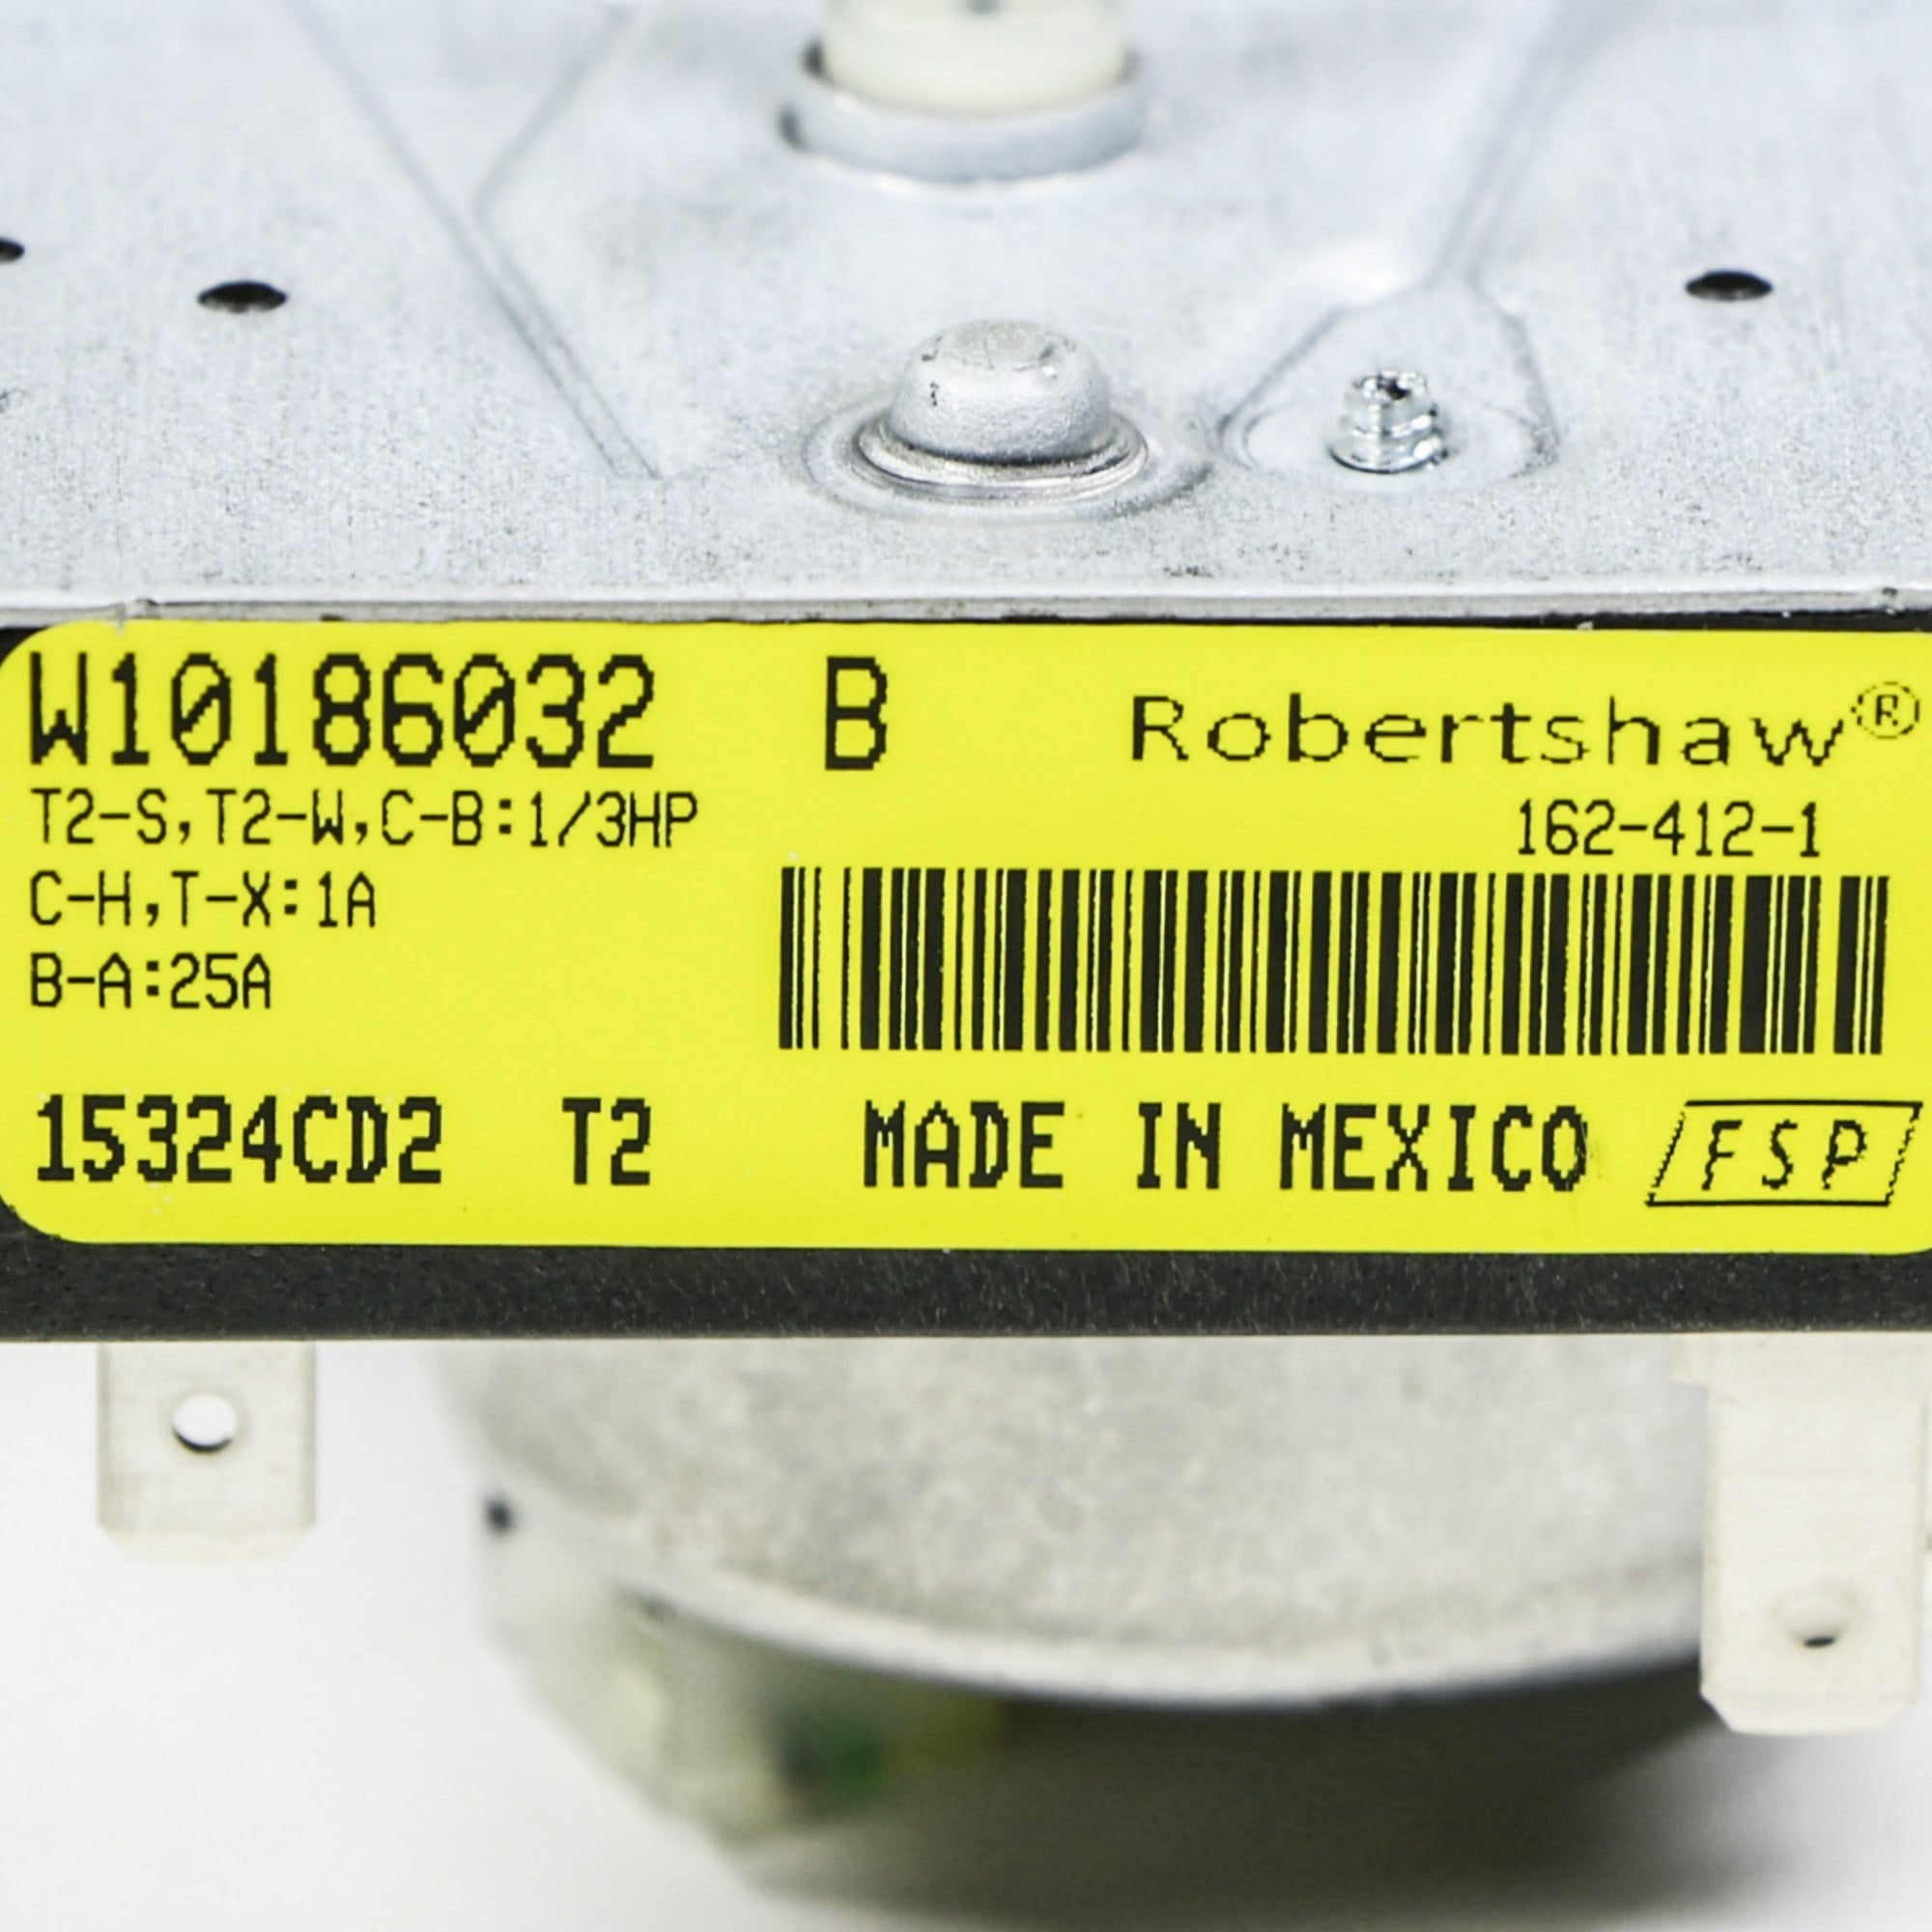 W10186032 B Robertshaw®
T2-S,T2-W,C-B:1/3HP 162-412-1
C-H,T-X:1A
B-A:25A
15324CD2 T2 MADE IN MEXICO FSP